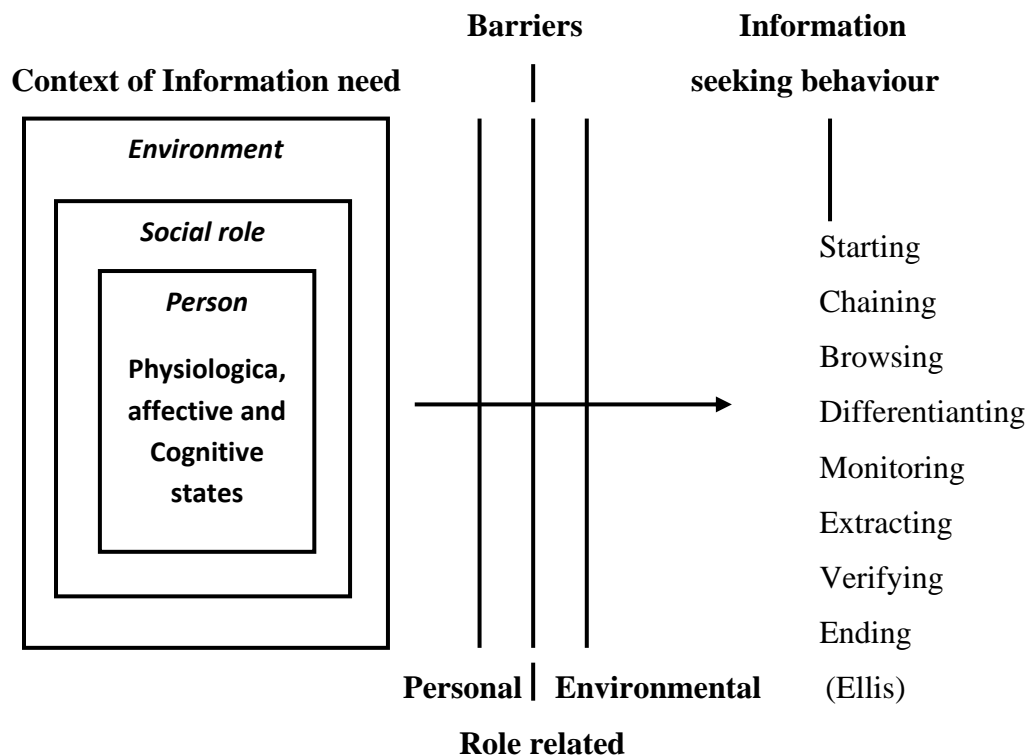 Barriers
Information
Context of Information need
seeking behaviour
Environment
Social role
Person
Physiologica,
affective and
Cognitive
states
Starting
Chaining
Browsing
Differentianting
Monitoring
Extracting
Verifying
Ending
(Ellis)
Personal
Environmental
Role related